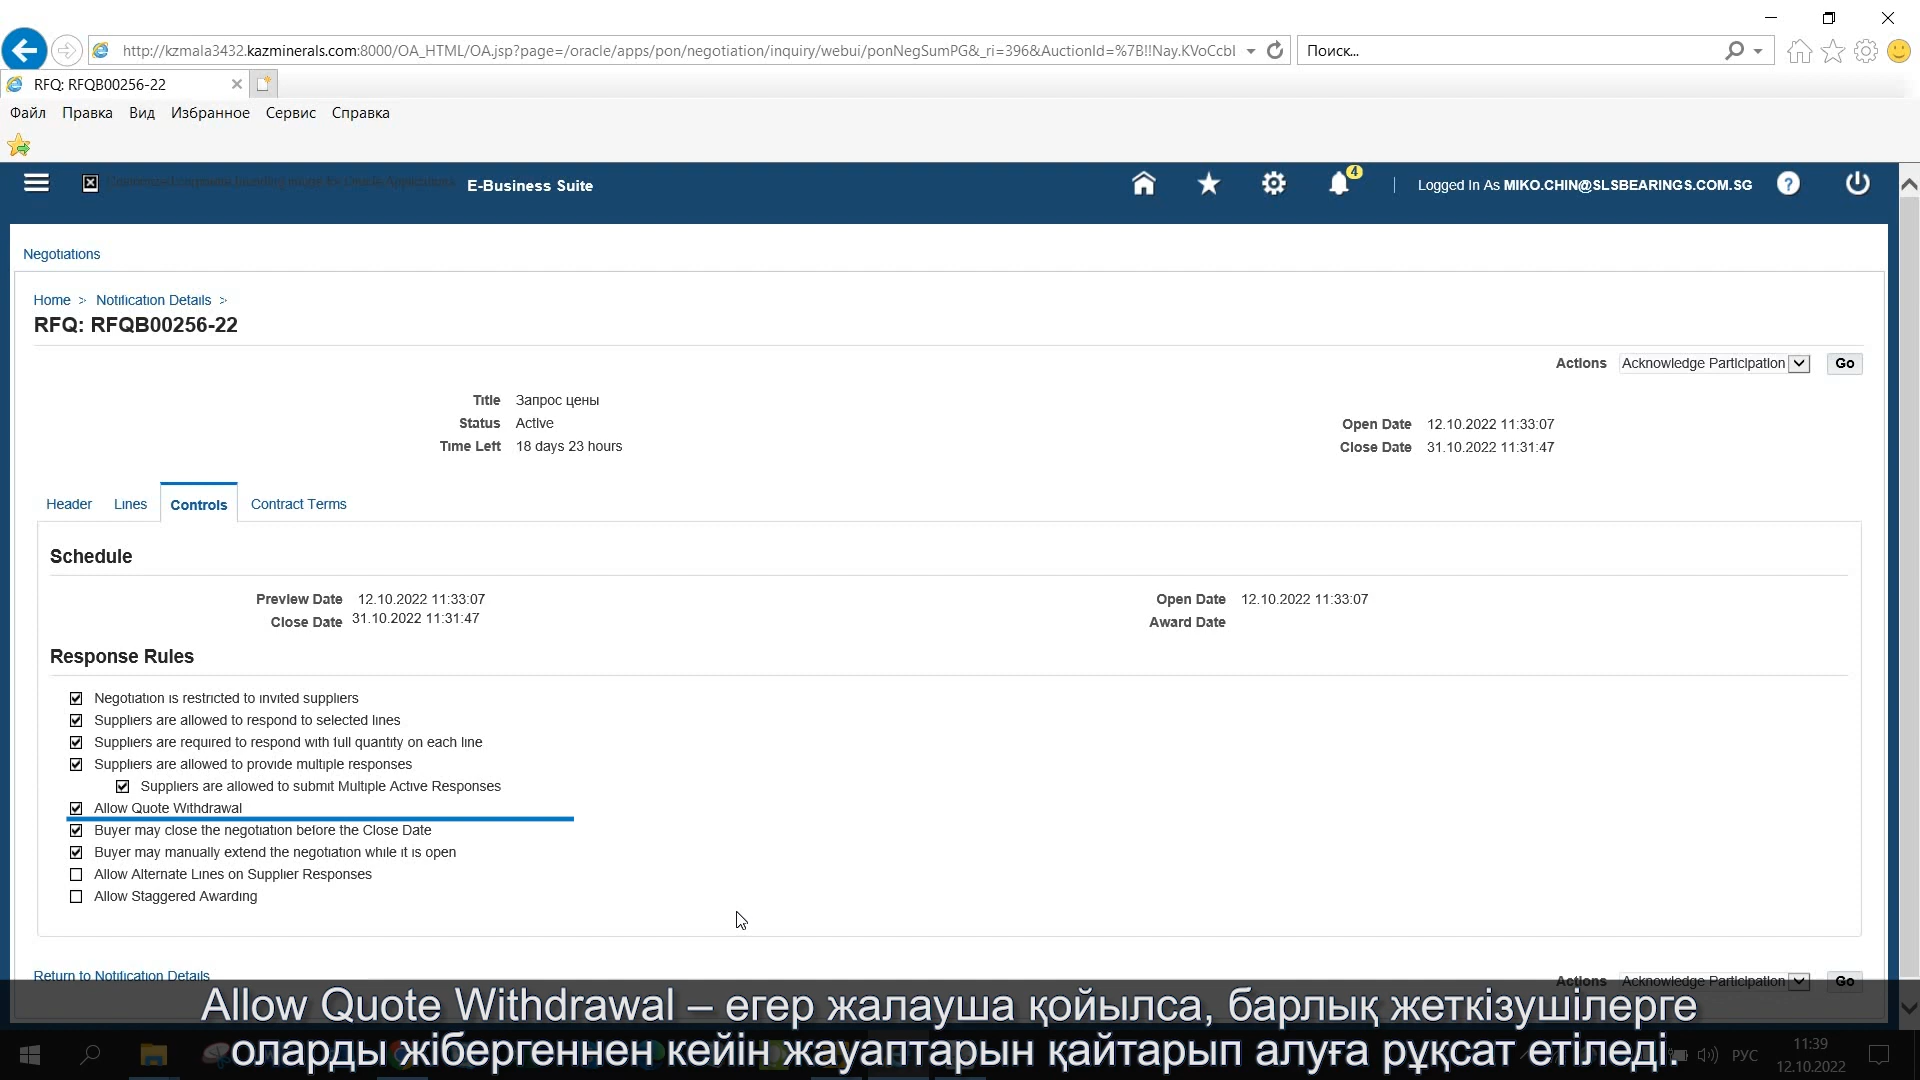 http://kzmala3432.kazminerals.com:8000/OA_HTML/OA.jsp?page=/oracle/apps/pon/negotiation/inquiry/webui/ponNegSumPG&_ri=396&AuctionId=%7B!!Nay.KVoCcbI
Поиск...
RFQ: RFQB00256-22
Файл Правка Вид Избранное Сервис Справка
E-Business Suite
4
Logged In As MIKO.CHIN@SLSBEARINGS.COM.SG
?
Negotiations
Home > Notification Details >
RFQ: RFQB00256-22
Actions Acknowledge Participation Go
Title Запрос цены
Status Active
Time Left 18 days 23 hours
Open Date 12.10.2022 11:33:07
Close Date 31.10.2022 11:31:47
Header Lines Controls Contract Terms
Schedule
Preview Date 12.10.2022 11:33:07
Close Date 31.10.2022 11:31:47
Open Date 12.10.2022 11:33:07
Award Date
Response Rules
Negotiation is restricted to invited suppliers
Suppliers are allowed to respond to selected lines
Suppliers are required to respond with full quantity on each line
Suppliers are allowed to provide multiple responses
Suppliers are allowed to submit Multiple Active Responses
Allow Quote Withdrawal
Buyer may close the negotiation before the Close Date
Buyer may manually extend the negotiation while it is open
Allow Alternate Lines on Supplier Responses
Allow Staggered Awarding
Return to Notification Details
Actions Acknowledge Participation Go
Allow Quote Withdrawal – егер жалауша қойылса, барлық жеткізушілерге
оларды жібергеннен кейін жауаптарын қайтарып алуға рұқсат етіледі.
РУС
11:39
12.10.2022